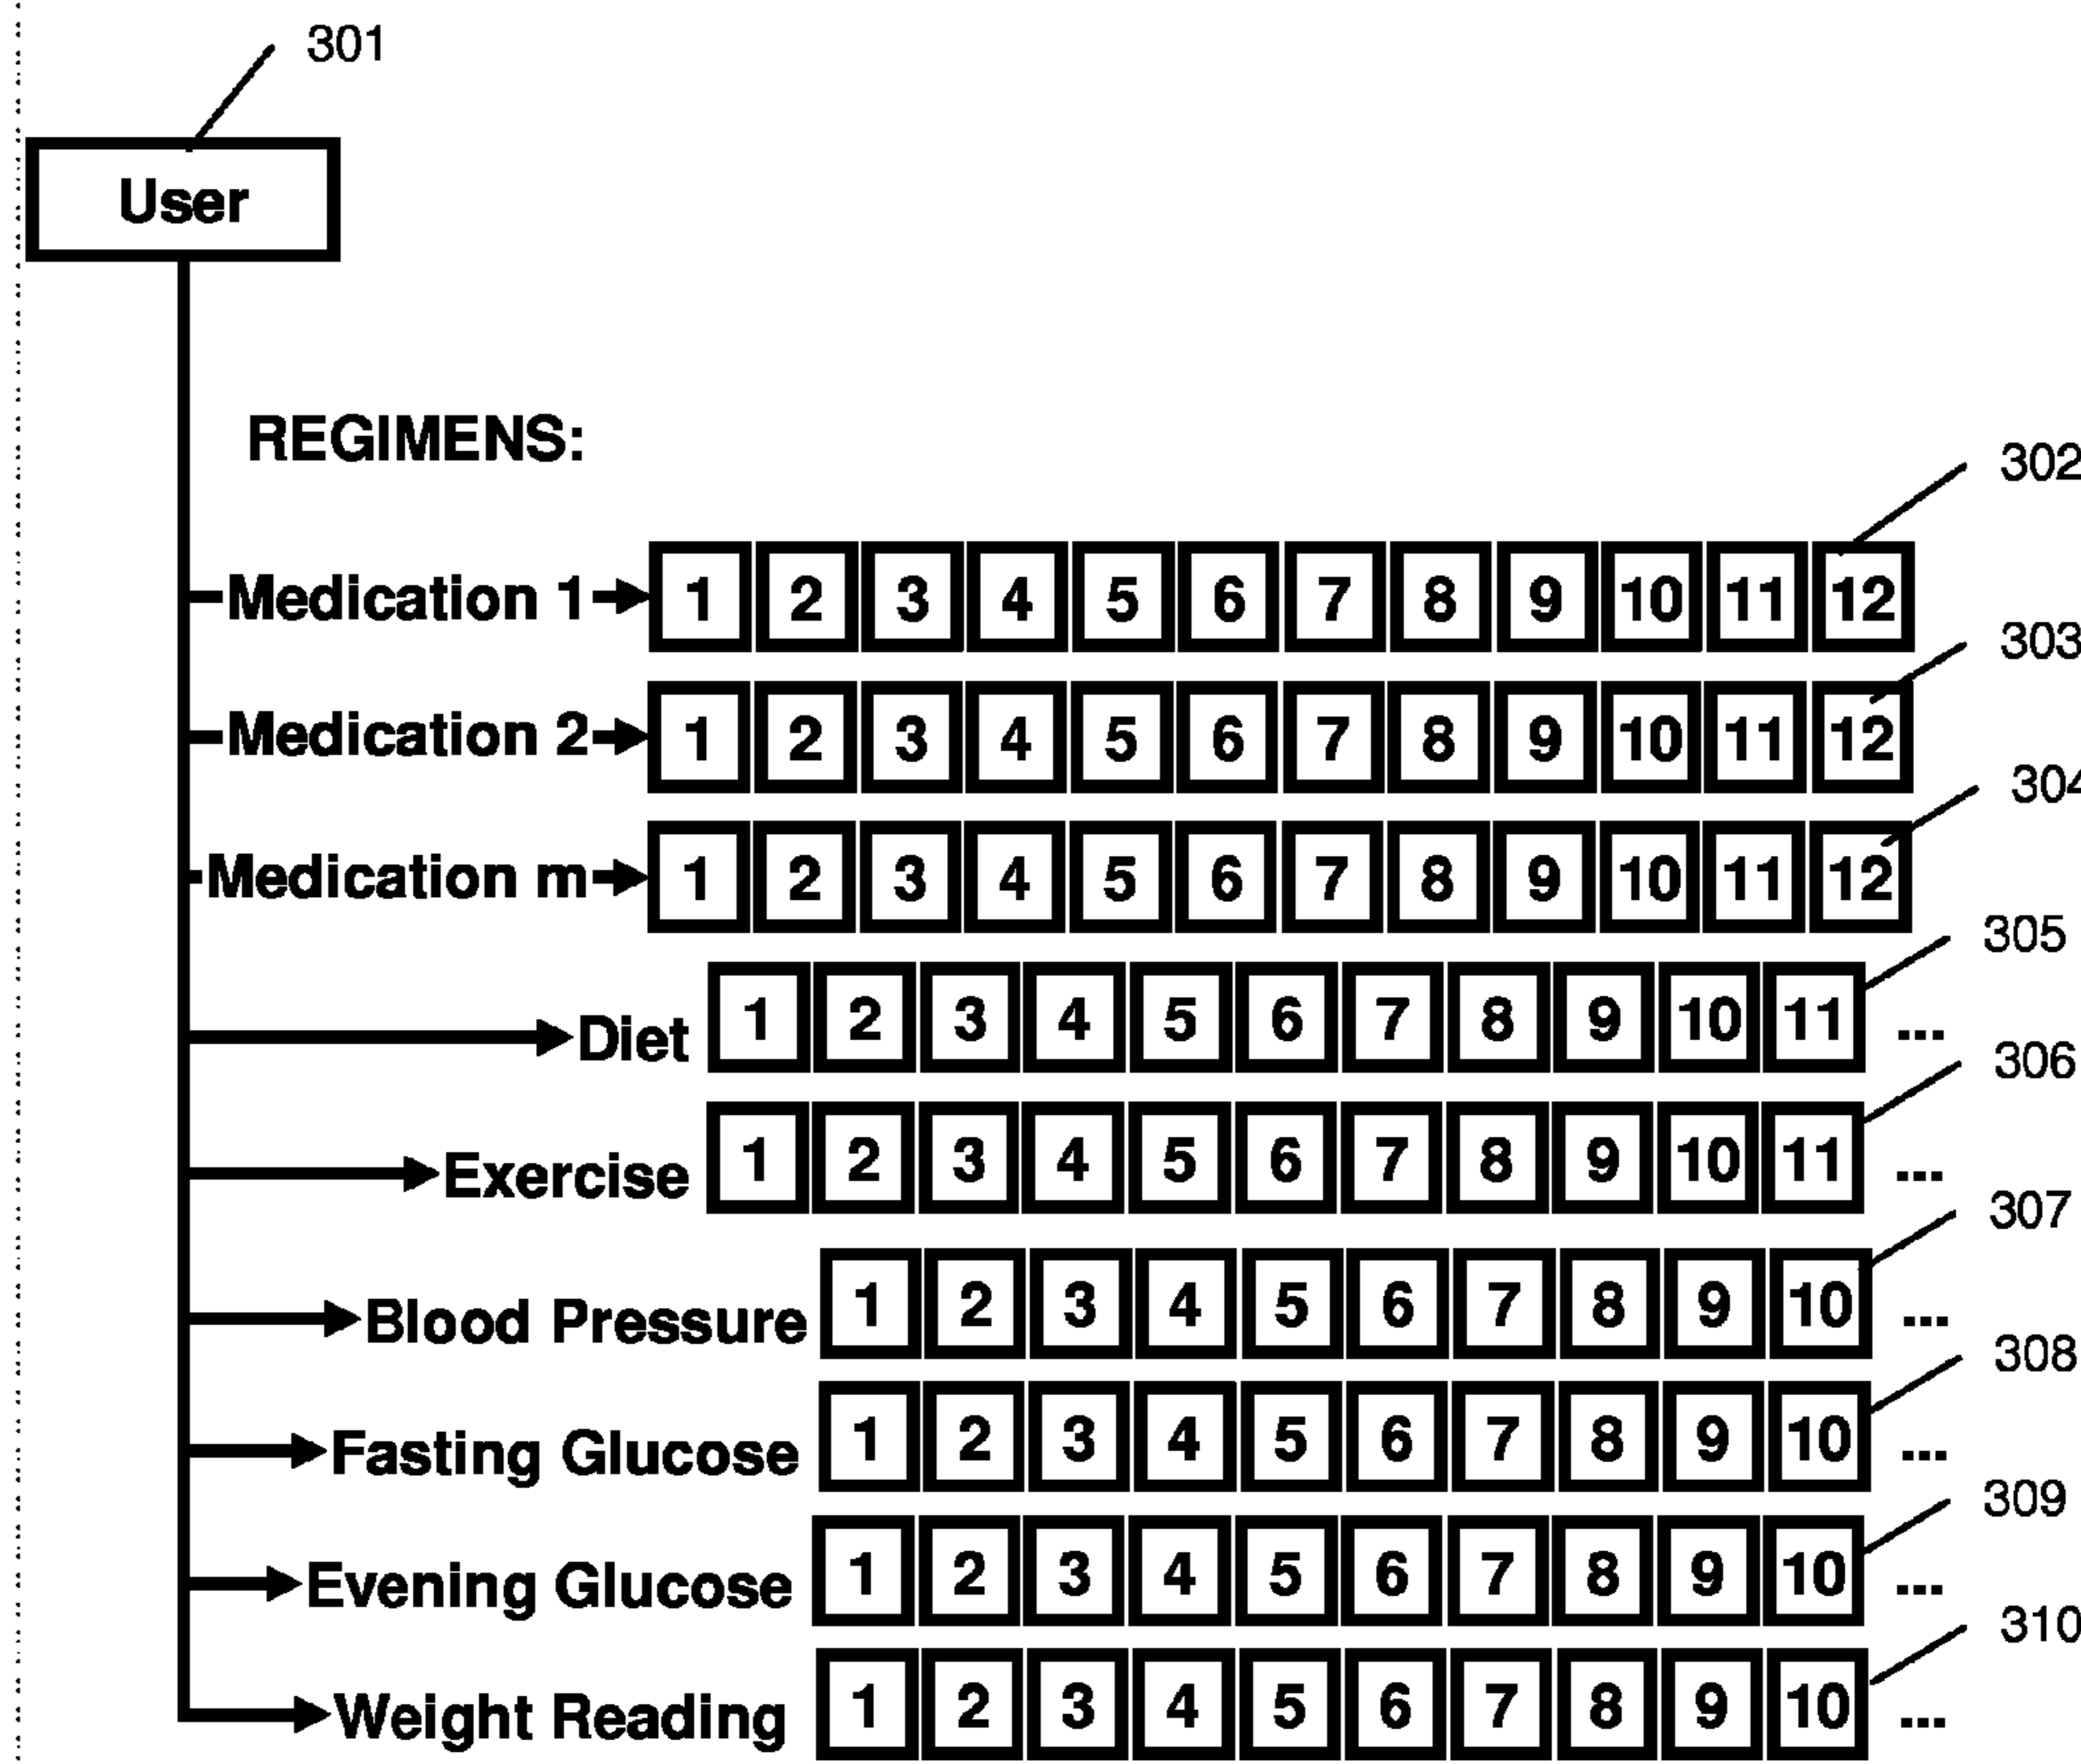 301
User
REGIMENS:
302
Medication 1 1 2 3 4 5 6 7 8 9 10 11 12
303
Medication 2 1 2 3 4 5 6 7 8 9 10 11 12
304
Medication m 1 2 3 4 5 6 7 8 9 10 11 12
305
Diet 1 2 3 4 5 6 7 8 9 10 11 ...
306
Exercise 1 2 3 4 5 6 7 8 9 10 11 ...
307
Blood Pressure 1 2 3 4 5 6 7 8 9 10 ...
308
Fasting Glucose 1 2 3 4 5 6 7 8 9 10 ...
309
Evening Glucose 1 2 3 4 5 6 7 8 9 10 ...
310
Weight Reading 1 2 3 4 5 6 7 8 9 10 ...